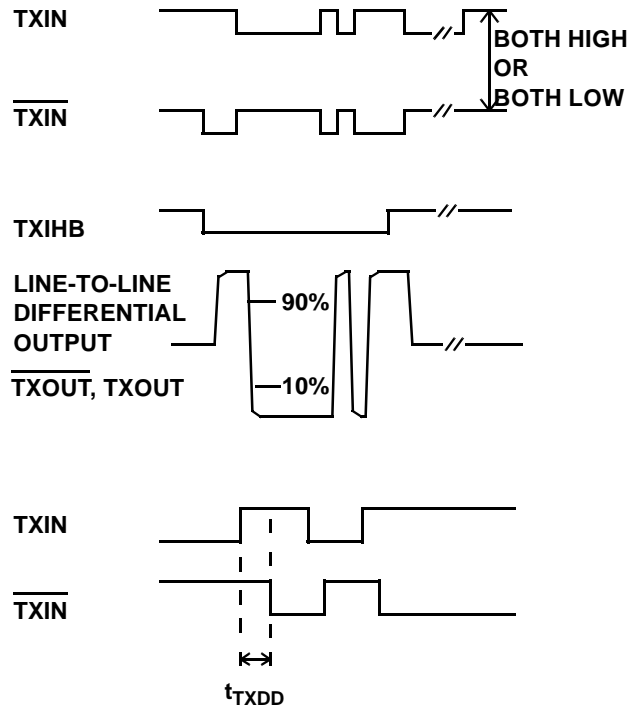 TXIN
BOTH HIGH
OR
BOTH LOW
TXIN
TXIHB
LINE-TO-LINE
DIFFERENTIAL
OUTPUT
TXOUT, TXOUT
90%
10%
TXIN
TXIN
tTXDD